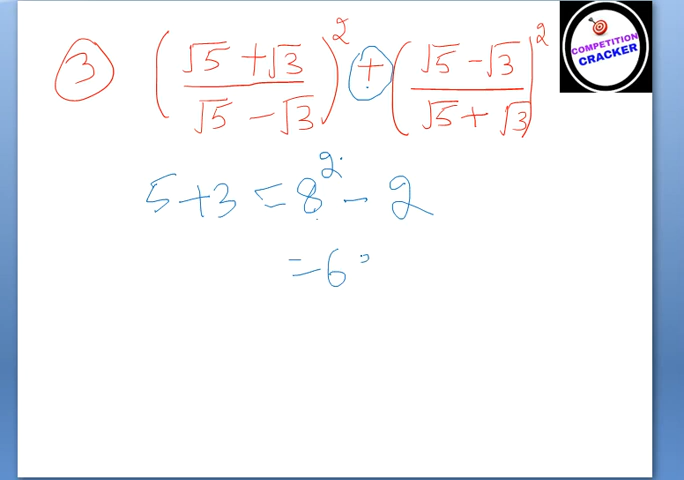 ③ ((√5 + √3)/(√5 − √3))² + ((√5 − √3)/(√5 + √3))²
COMPETITION
CRACKER
5+3 = 8² − 2
= 6